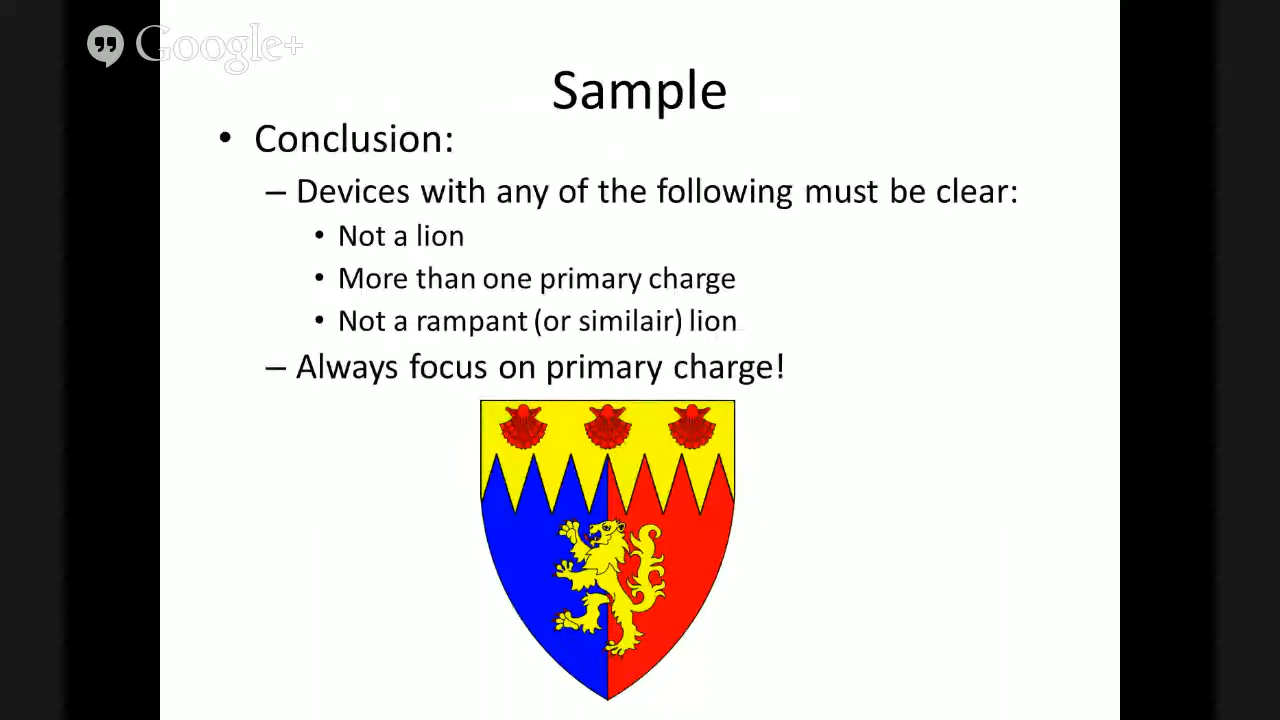 Google+
Sample
• Conclusion:
– Devices with any of the following must be clear:
• Not a lion
• More than one primary charge
• Not a rampant (or similair) lion
– Always focus on primary charge!